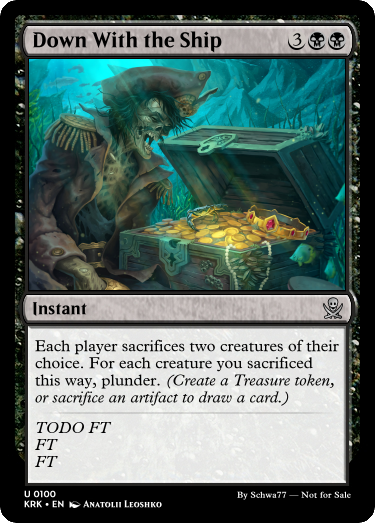 Down With the Ship 3
Instant
Each player sacrifices two creatures of their
choice. For each creature you sacrificed
this way, plunder. (Create a Treasure token,
or sacrifice an artifact to draw a card.)
TODO FT
FT
FT
U 0100
KRK • EN Anatolii Leoshko
By Schwa77 — Not for Sale